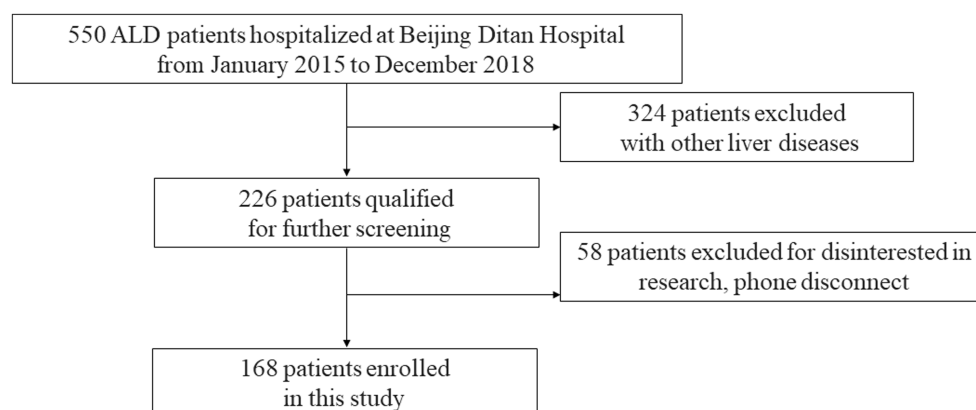 550 ALD patients hospitalized at Beijing Ditan Hospital
from January 2015 to December 2018
324 patients excluded
with other liver diseases
226 patients qualified
for further screening
58 patients excluded for disinterested in
research, phone disconnect
168 patients enrolled
in this study